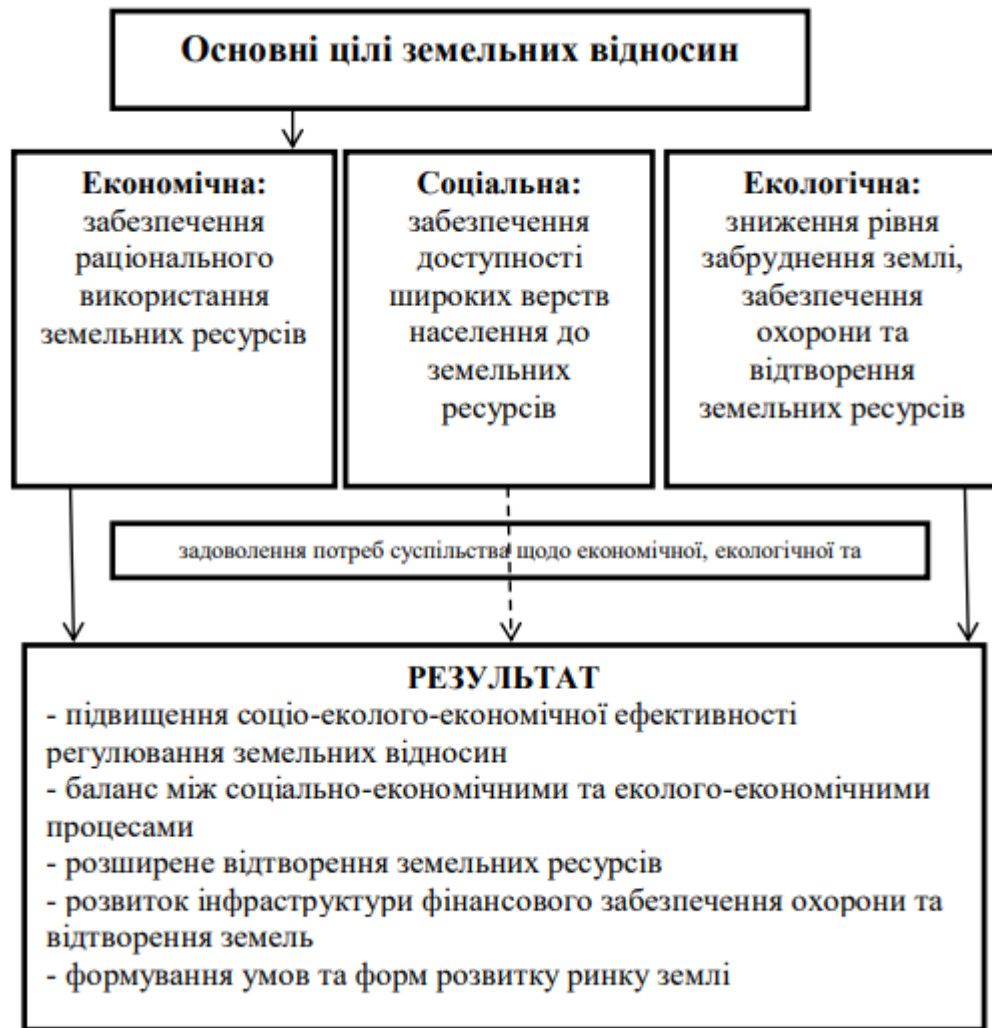 Основні цілі земельних відносин
Економічна:
забезпечення
раціонального
використання
земельних ресурсів
Соціальна:
забезпечення
доступності
широких верств
населення до
земельних
ресурсів
Екологічна:
зниження рівня
забруднення землі,
забезпечення
охорони та
відтворення
земельних ресурсів
задоволення потреб суспільства щодо економічної, екологічної та
РЕЗУЛЬТАТ
- підвищення соціо-еколого-економічної ефективності
регулювання земельних відносин
- баланс між соціально-економічними та еколого-економічними
процесами
- розширене відтворення земельних ресурсів
- розвиток інфраструктури фінансового забезпечення охорони та
відтворення земель
- формування умов та форм розвитку ринку землі